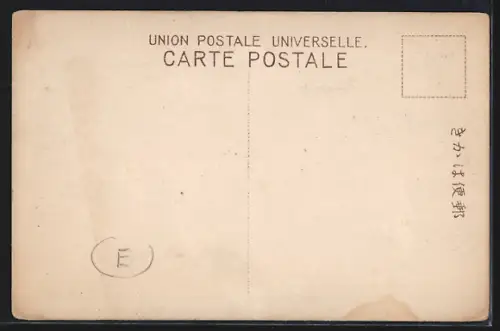 UNION POSTALE UNIVERSELLE.
CARTE POSTALE
きかは便郵
E